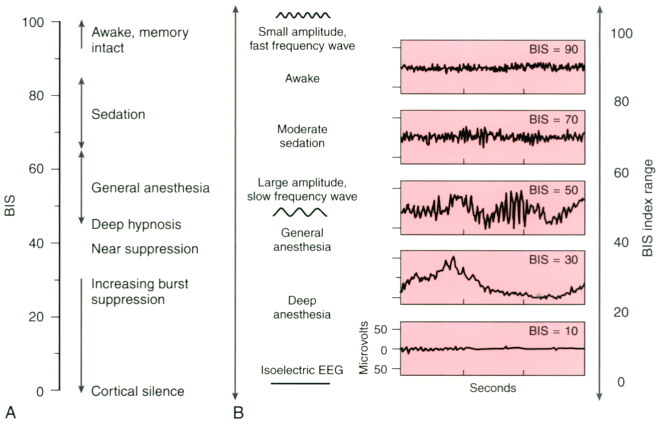 BIS
100
80
60
40
20
0
Awake, memory
intact
Sedation
General anesthesia
Deep hypnosis
Near suppression
Increasing burst
suppression
Cortical silence
A
Small amplitude,
fast frequency wave
Awake
Moderate
sedation
Large amplitude,
slow frequency wave
General
anesthesia
Deep
anesthesia
Isoelectric EEG
B
BIS = 90
BIS = 70
BIS = 50
BIS = 30
BIS = 10
Microvolts
50
0
50
Seconds
100
80
60
40
20
0
BIS index range